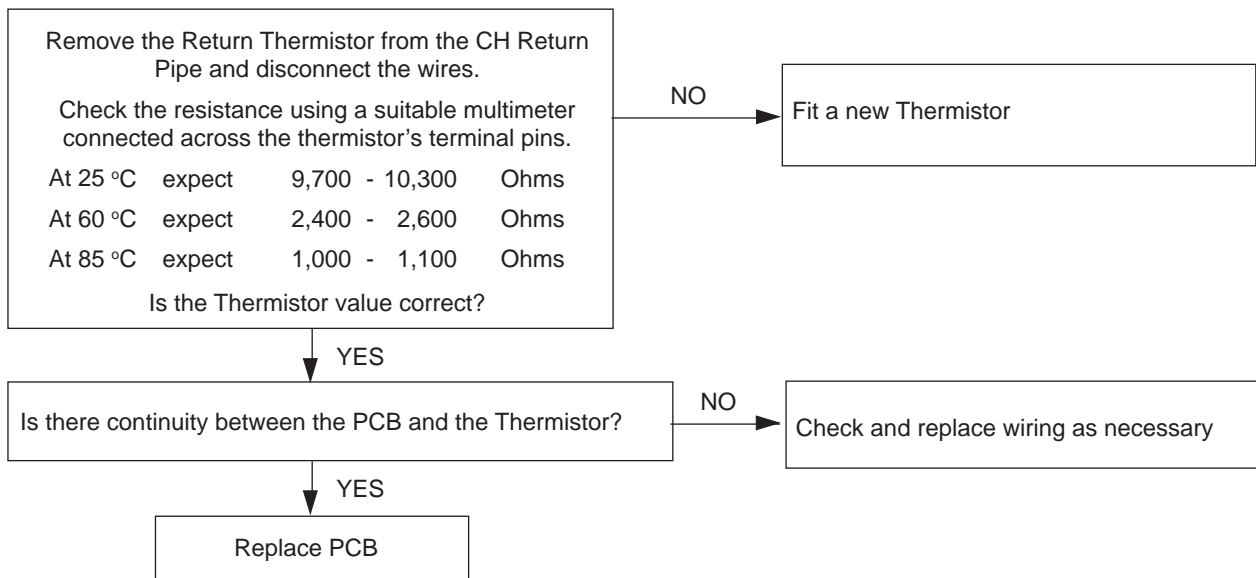 Remove the Return Thermistor from the CH Return
Pipe and disconnect the wires.
Check the resistance using a suitable multimeter
connected across the thermistor's terminal pins.
At 25 °C expect 9,700 - 10,300 Ohms
At 60 °C expect 2,400 - 2,600 Ohms
At 85 °C expect 1,000 - 1,100 Ohms
Is the Thermistor value correct?
NO
Fit a new Thermistor
YES
Is there continuity between the PCB and the Thermistor?
NO
Check and replace wiring as necessary
YES
Replace PCB